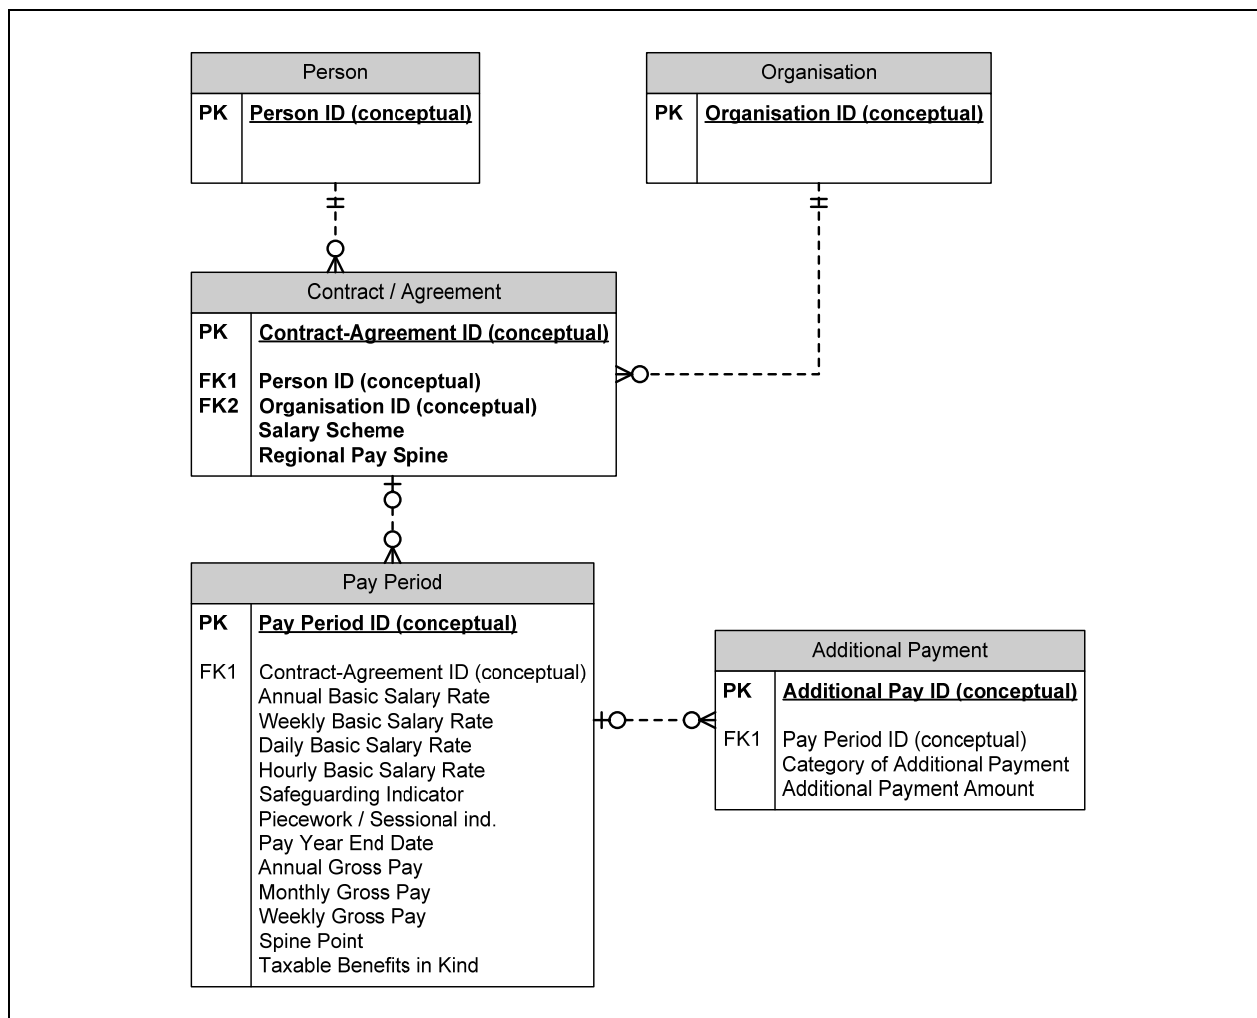 Person
PK Person ID (conceptual)
Organisation
PK Organisation ID (conceptual)
Contract / Agreement
PK Contract-Agreement ID (conceptual)
FK1 Person ID (conceptual)
FK2 Organisation ID (conceptual)
Salary Scheme
Regional Pay Spine
Pay Period
PK Pay Period ID (conceptual)
FK1 Contract-Agreement ID (conceptual)
Annual Basic Salary Rate
Weekly Basic Salary Rate
Daily Basic Salary Rate
Hourly Basic Salary Rate
Safeguarding Indicator
Piecework / Sessional ind.
Pay Year End Date
Annual Gross Pay
Monthly Gross Pay
Weekly Gross Pay
Spine Point
Taxable Benefits in Kind
Additional Payment
PK Additional Pay ID (conceptual)
FK1 Pay Period ID (conceptual)
Category of Additional Payment
Additional Payment Amount